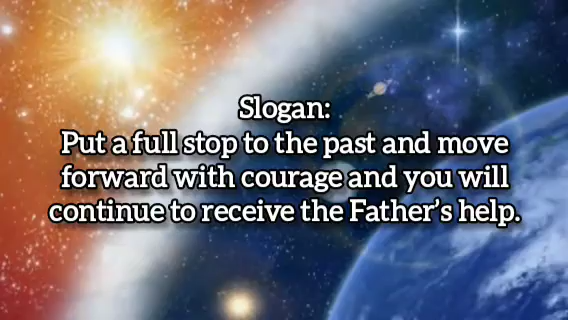 Slogan:
Put a full stop to the past and move
forward with courage and you will
continue to receive the Father’s help.